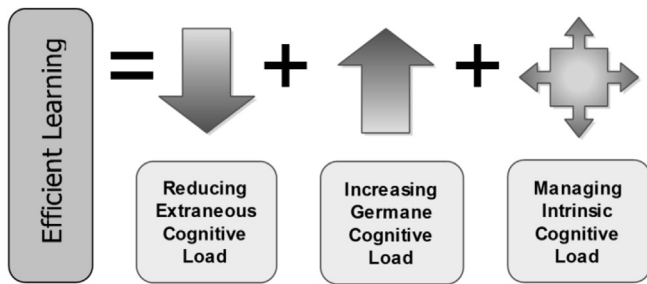 Efficient Learning
=
+
+
Reducing
Extraneous
Cognitive
Load
Increasing
Germane
Cognitive
Load
Managing
Intrinsic
Cognitive
Load